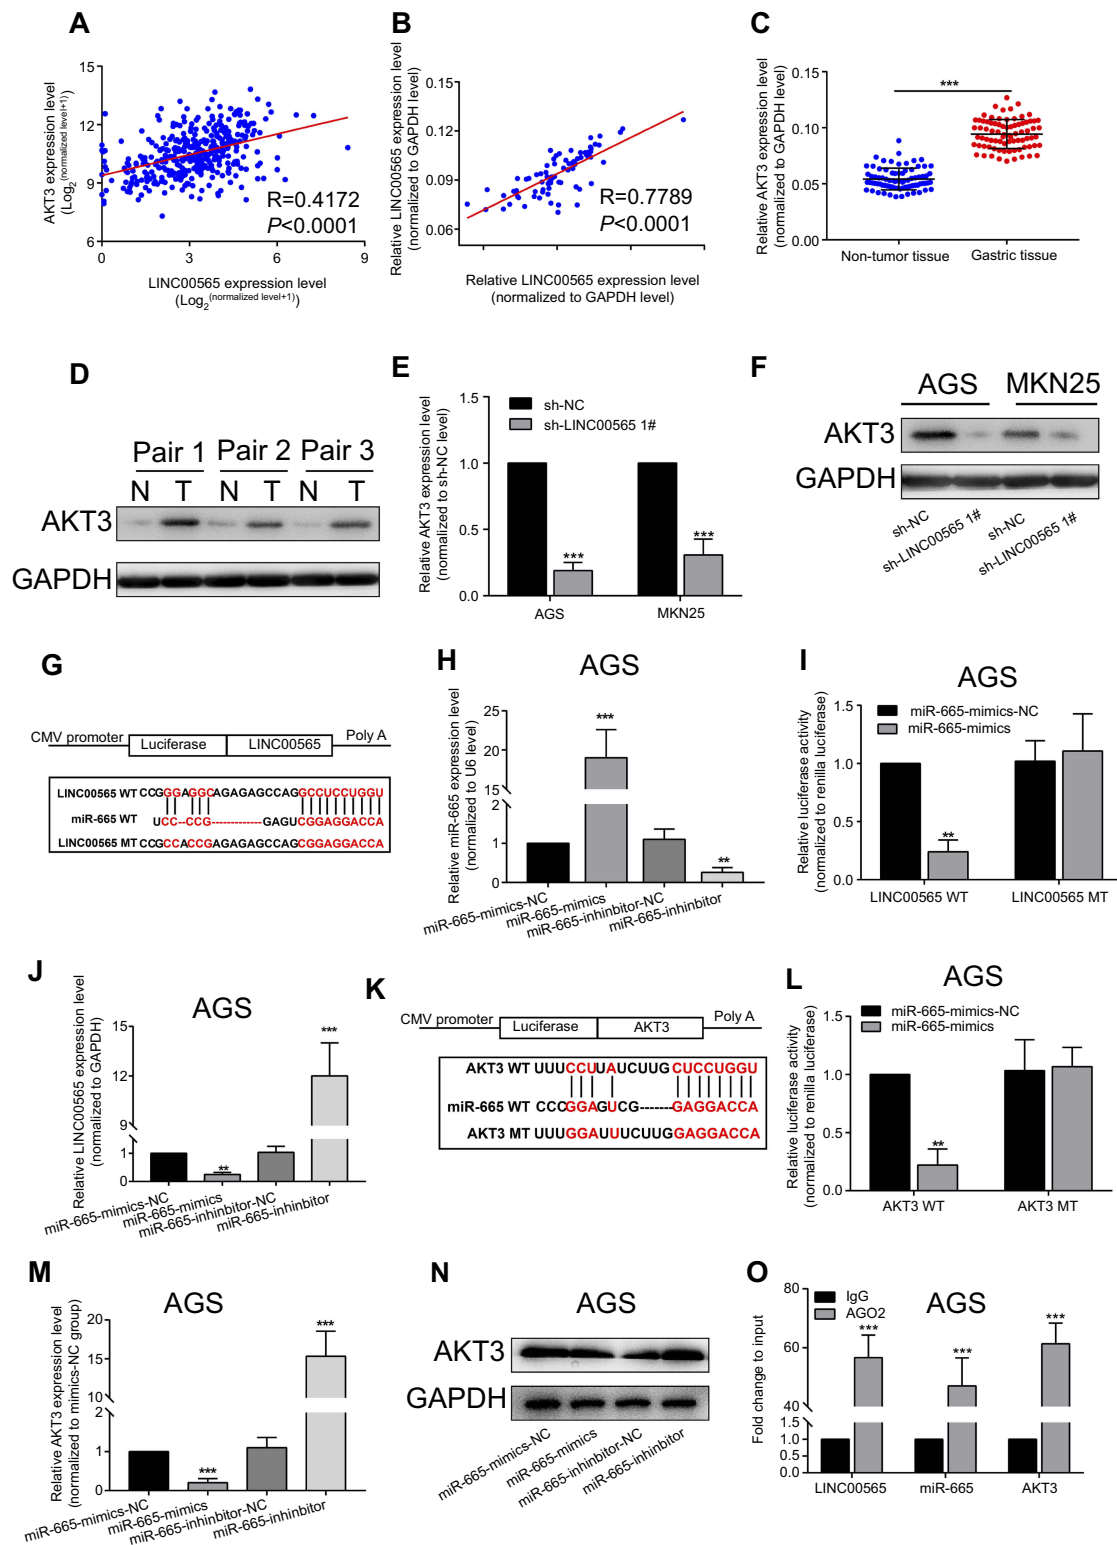 A
AKT3 expression level
(Log2(normalized level+1))
15
12
9
6
0
3
6
9
R=0.4172
P<0.0001
LINC00565 expression level
(Log2(normalized level+1))
B
Relative LINC00565 expression level
(normalized to GAPDH level)
0.15
0.12
0.09
0.06
R=0.7789
P<0.0001
Relative LINC00565 expression level
(normalized to GAPDH level)
C
Relative AKT3 expression level
(normalized to GAPDH level)
0.15
0.10
0.05
0.00
***
Non-tumor tissue
Gastric tissue
D
Pair 1 Pair 2 Pair 3
N T N T N T
AKT3
GAPDH
E
Relative AKT3 expression level
(normalized to sh-NC level)
1.5
1.0
0.5
0.0
sh-NC
sh-LINC00565 1#
***
***
AGS
MKN25
F
AGS MKN25
AKT3
GAPDH
sh-NC
sh-LINC00565 1#
sh-NC
sh-LINC00565 1#
G
CMV promoter
Luciferase
LINC00565
Poly A
LINC00565 WT CCGGGAGGCAGAGAGCCAGGCCUCCUGGU
miR-665 WT UCC--CCG-------------GAGUCGGAGGACCA
LINC00565 MT CCGCCACCGAGAGAGCCAGCGGAGGACCA
H
AGS
Relative miR-665 expression level
(normalized to U6 level)
25
20
15
2
1
0
***
**
miR-665-mimics-NC
miR-665-mimics
miR-665-inhinbitor-NC
miR-665-inhinbitor
I
AGS
Relative luciferase activity
(normalized to renilla luciferase)
1.5
1.0
0.5
0.0
miR-665-mimics-NC
miR-665-mimics
**
LINC00565 WT
LINC00565 MT
J
AGS
Relative LINC00565 expression level
(normalized to GAPDH)
15
12
9
1
0
**
***
miR-665-mimics-NC
miR-665-mimics
miR-665-inhinbitor-NC
miR-665-inhinbitor
K
CMV promoter
Luciferase
AKT3
Poly A
AKT3 WT UUUCCUUAUCUUGCUCCUGGU
miR-665 WT CCCGGAGUCG-------GAGGACCA
AKT3 MT UUUGGAUUUCUUGGAGGACCA
L
AGS
Relative luciferase activity
(normalized to renilla luciferase)
1.5
1.0
0.5
0.0
miR-665-mimics-NC
miR-665-mimics
**
AKT3 WT
AKT3 MT
M
AGS
Relative AKT3 expression level
(normalized to mimics-NC group)
20
15
10
2
1
0
***
***
miR-665-mimics-NC
miR-665-mimics
miR-665-inhinbitor-NC
miR-665-inhinbitor
N
AGS
AKT3
GAPDH
miR-665-mimics-NC
miR-665-mimics
miR-665-inhinbitor-NC
miR-665-inhinbitor
O
AGS
Fold change to input
80
60
40
1.5
1.0
0.5
0.0
IgG
AGO2
***
***
***
LINC00565
miR-665
AKT3